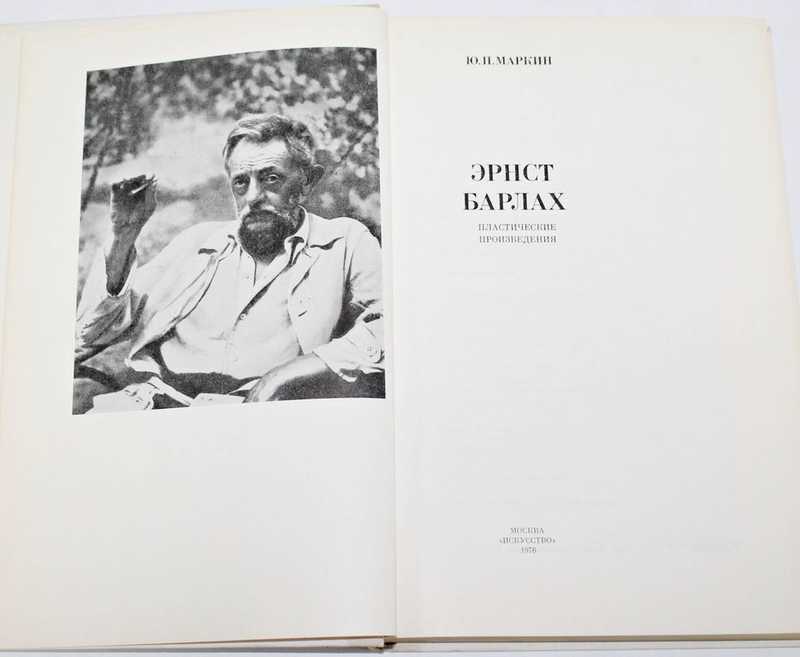 Ю.П. МАРКИН
ЭРНСТ
БАРЛАХ
ПЛАСТИЧЕСКИЕ
ПРОИЗВЕДЕНИЯ
МОСКВА
«ИСКУССТВО»
1976